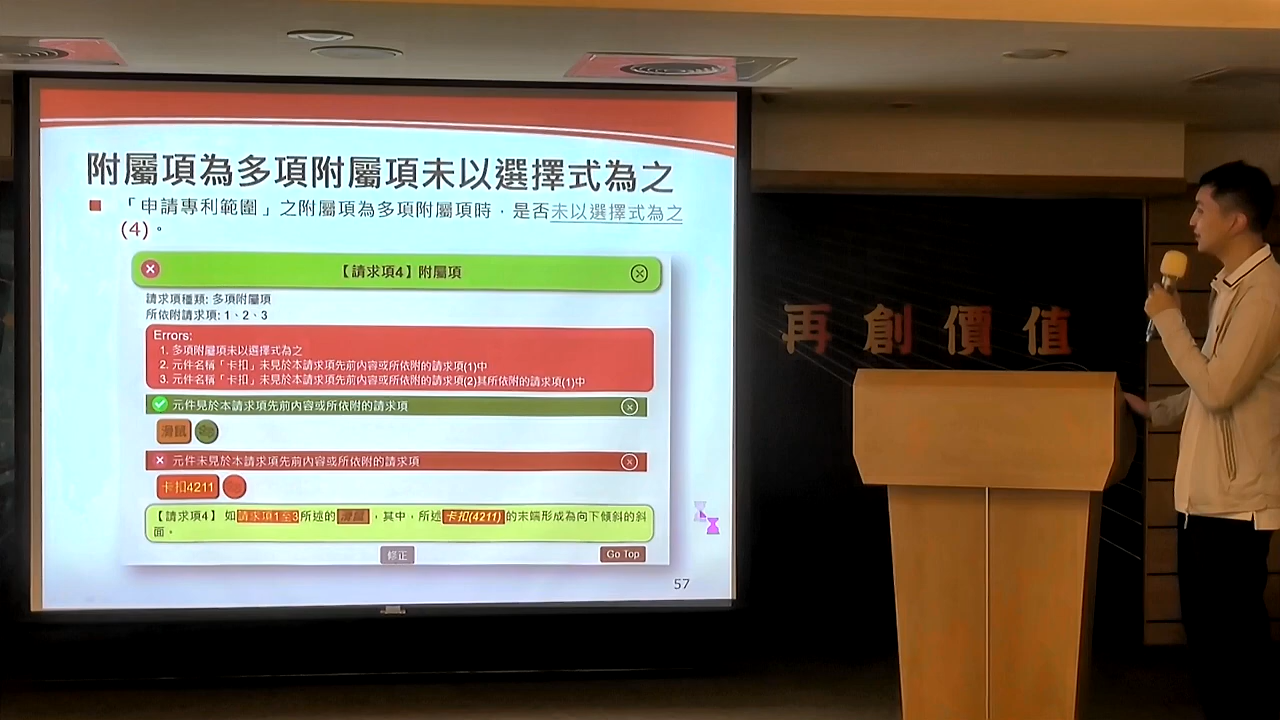 附屬項為多項附屬項未以選擇式為之
「申請專利範圍」之附屬項為多項附屬項時，是否未以選擇式為之
(4)。
【請求項4】附屬項
請求項種類: 多項附屬項
所依附請求項: 1、2、3
Errors:
1. 多項附屬項未以選擇式為之
2. 元件名稱「卡扣」未見於本請求項先前內容或所依附的請求項(1)中
3. 元件名稱「卡扣」未見於本請求項先前內容或所依附的請求項(2)其所依附的請求項(1)中
元件見於本請求項先前內容或所依附的請求項
滑鼠
元件未見於本請求項先前內容或所依附的請求項
卡扣4211
【請求項4】 如請求項1至3所述的滑鼠，其中，所述卡扣(4211)的末端形成為向下傾斜的斜
面。
修正
Go Top
57
再創價值